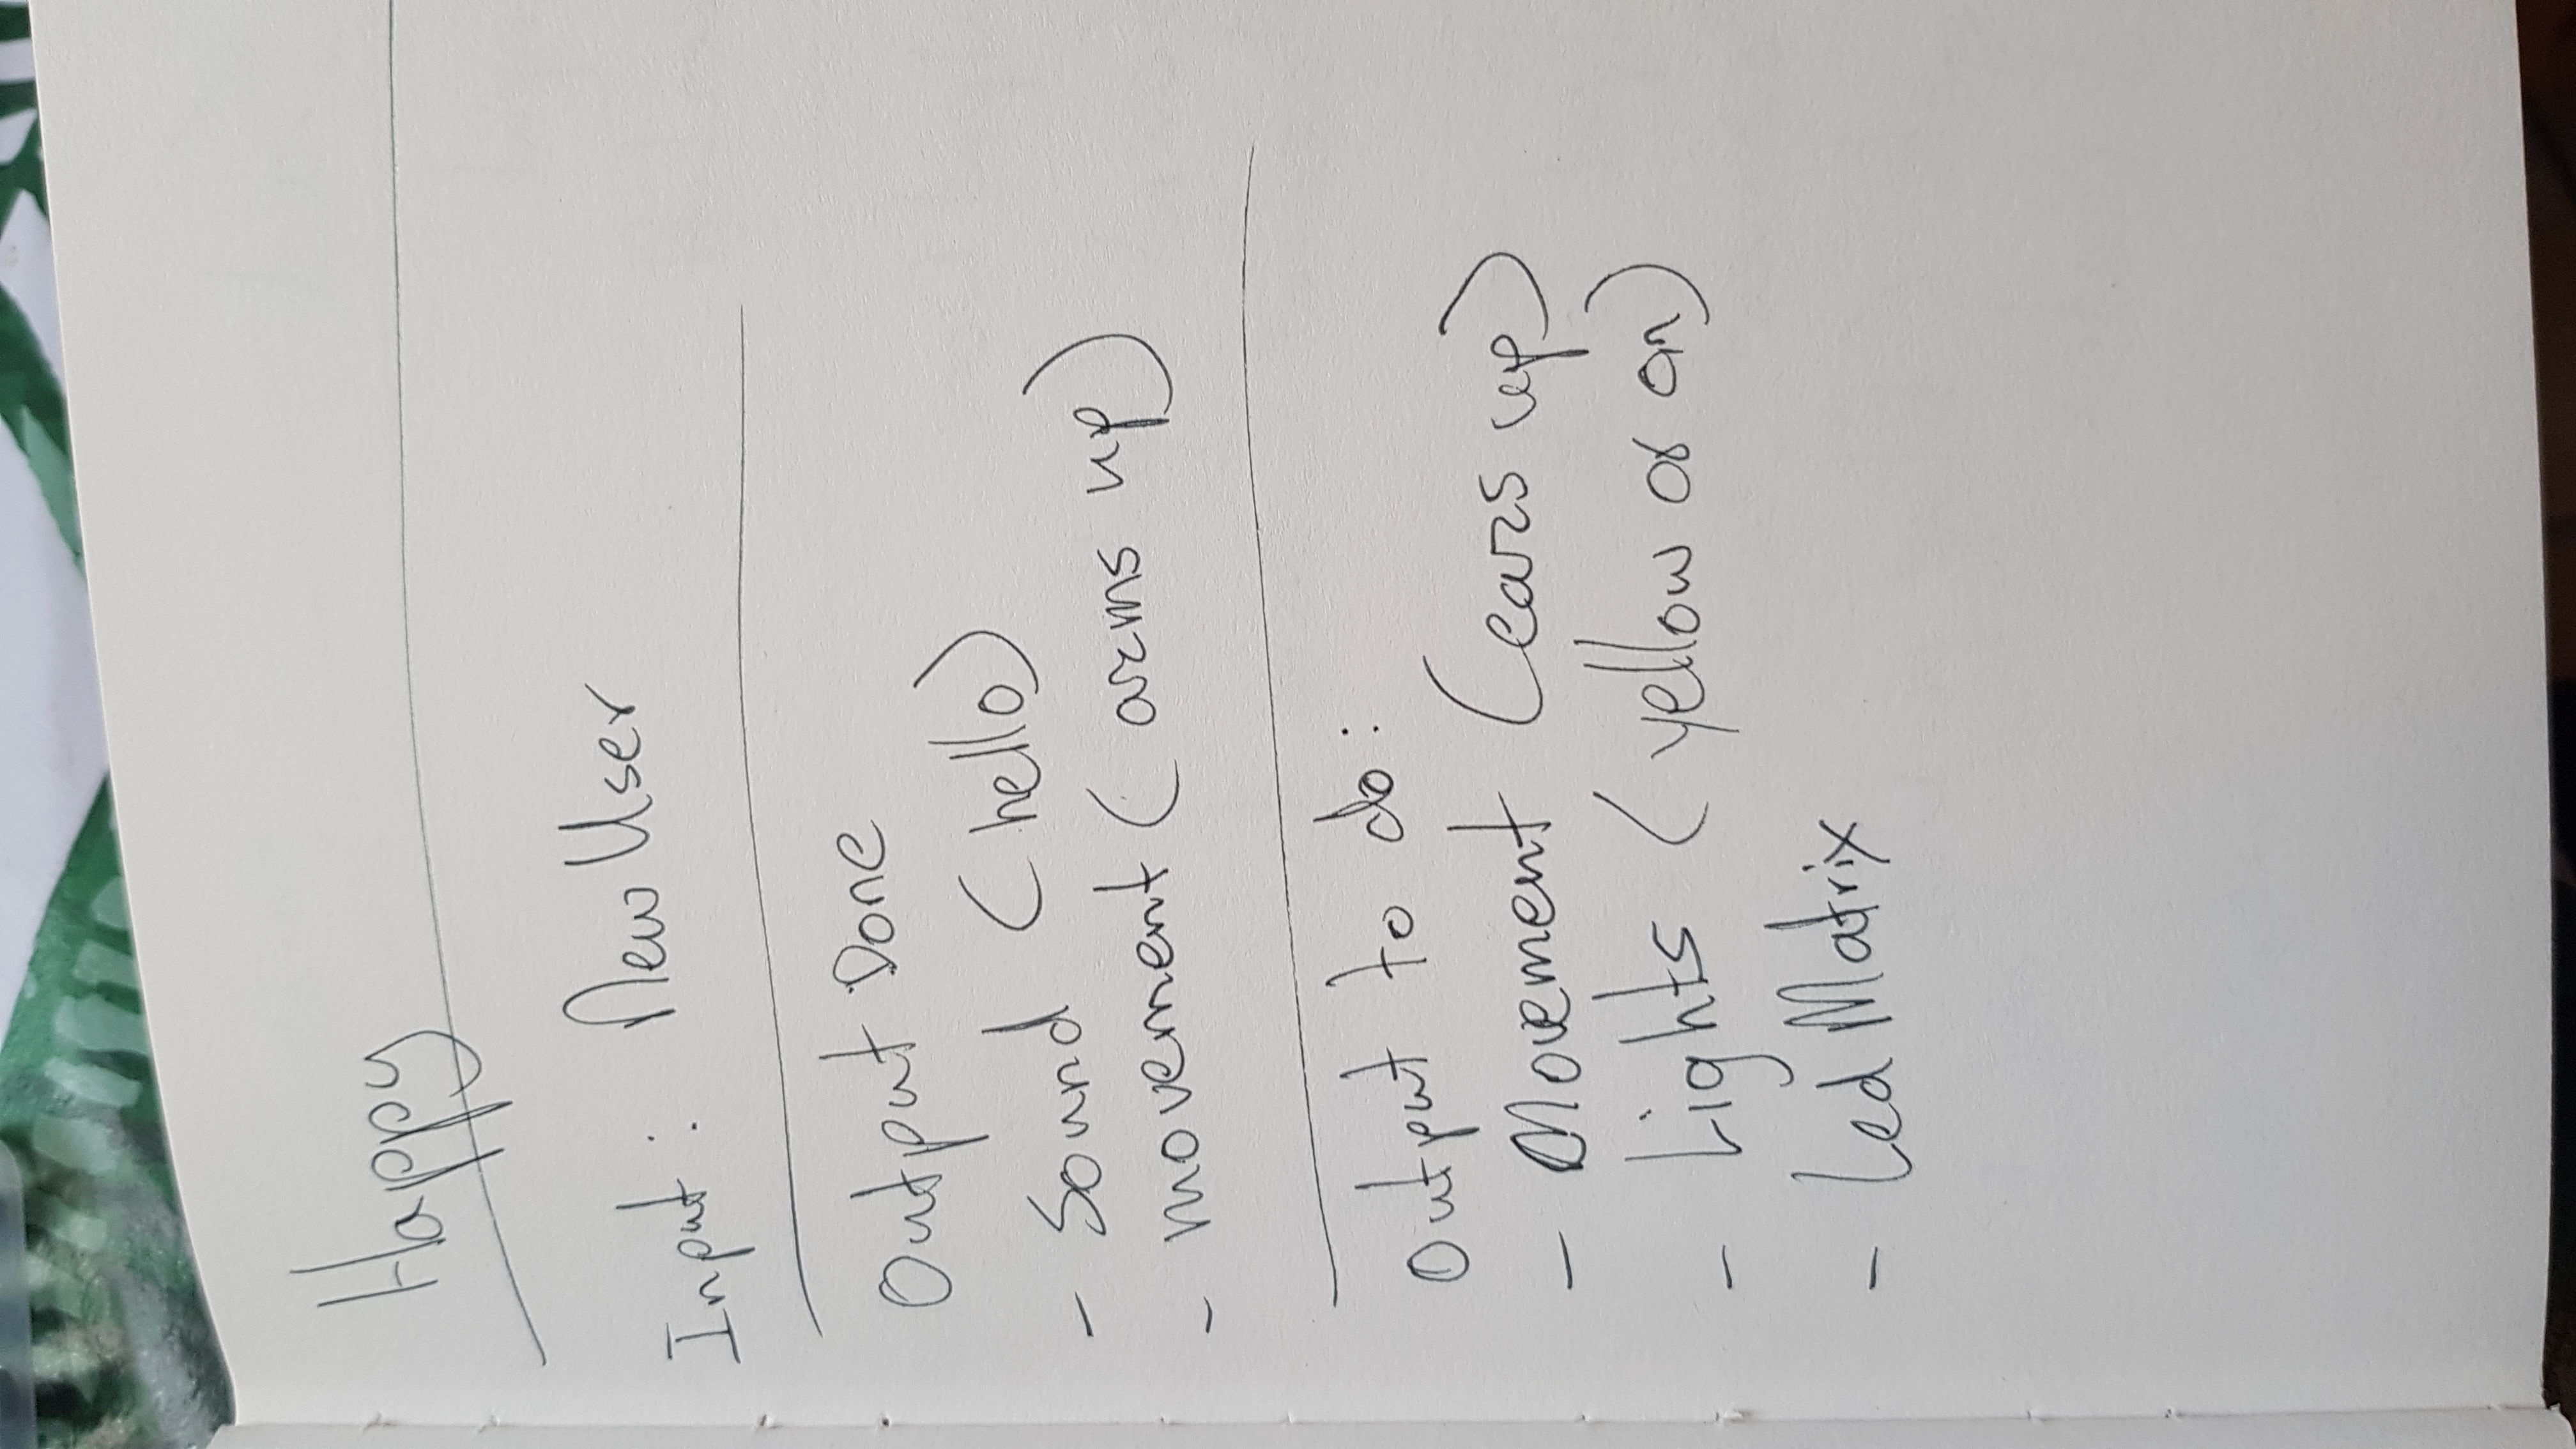 Happy
Input : New User
Output Done
- Sound (hello)
- movement (arms up)
Output to do :
- Movement (ears up)
- Lights (yellow or on)
- Led Matrix